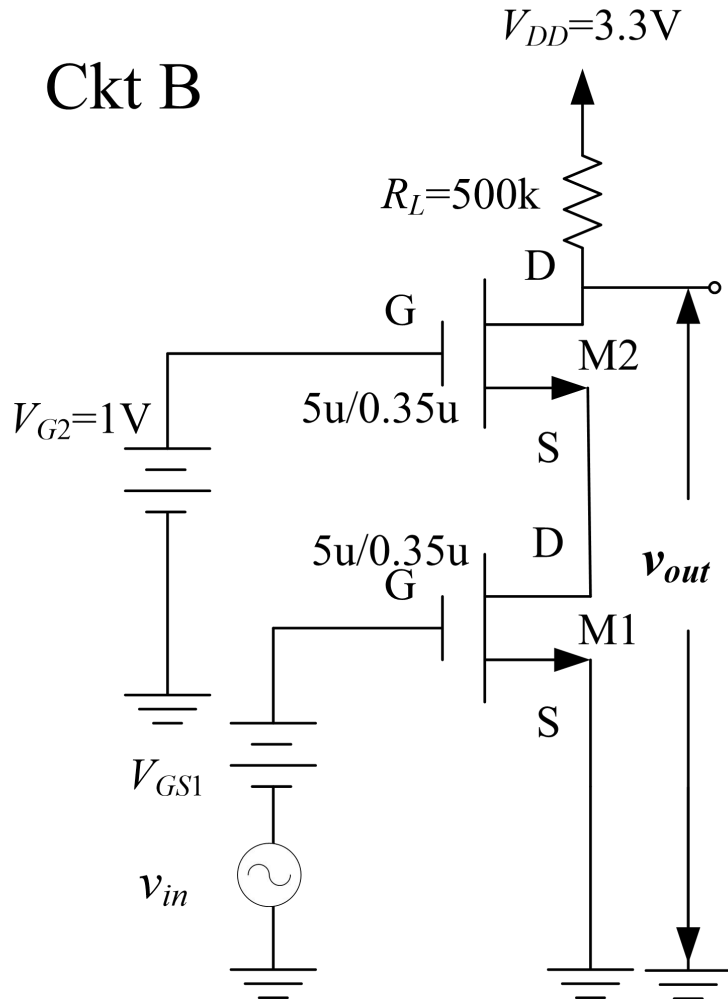 V_DD=3.3V
Ckt B
R_L=500k
D
G
M2
5u/0.35u
V_G2=1V
S
5u/0.35u
D
G
v_out
M1
S
V_GS1
v_in